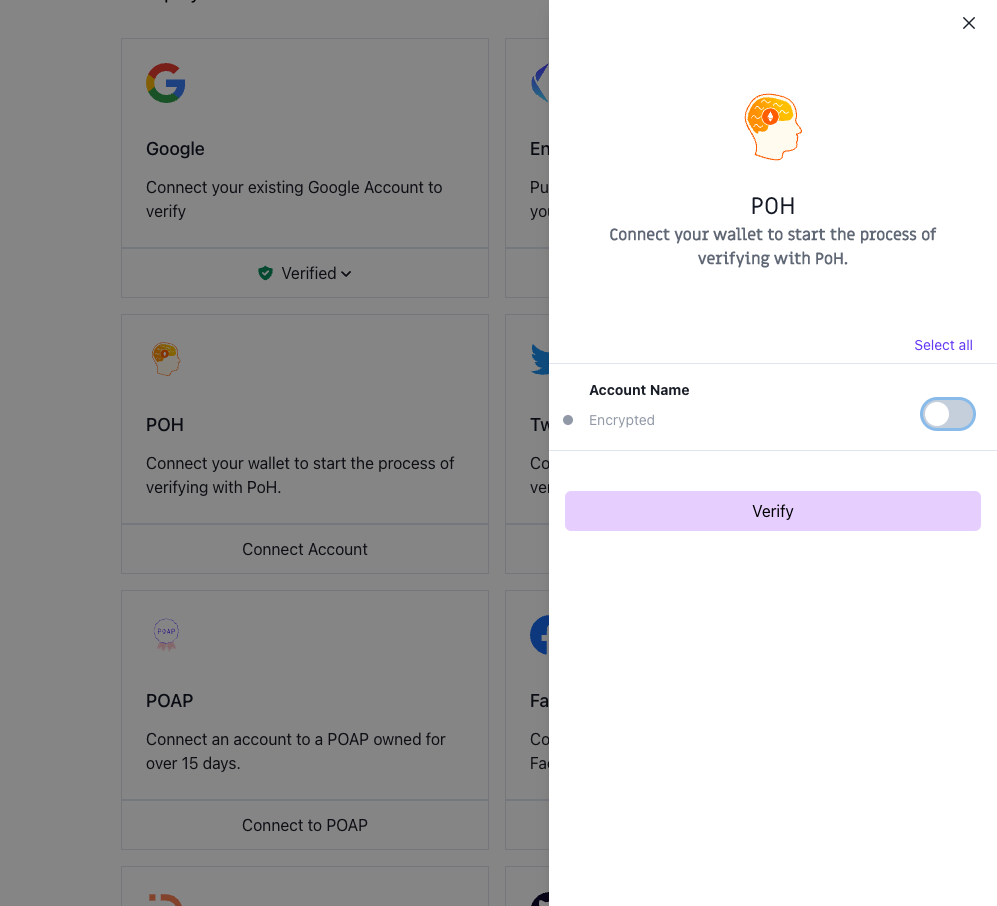 Google
Connect your existing Google Account to
verify
Verified
En
Pu
you
POH
Connect your wallet to start the process of
verifying with PoH.
Connect Account
Tw
Co
ver
POAP
POAP
Connect an account to a POAP owned for
over 15 days.
Connect to POAP
Fa
Co
Fac
POH
Connect your wallet to start the process of
verifying with PoH.
Select all
Account Name
Encrypted
Verify